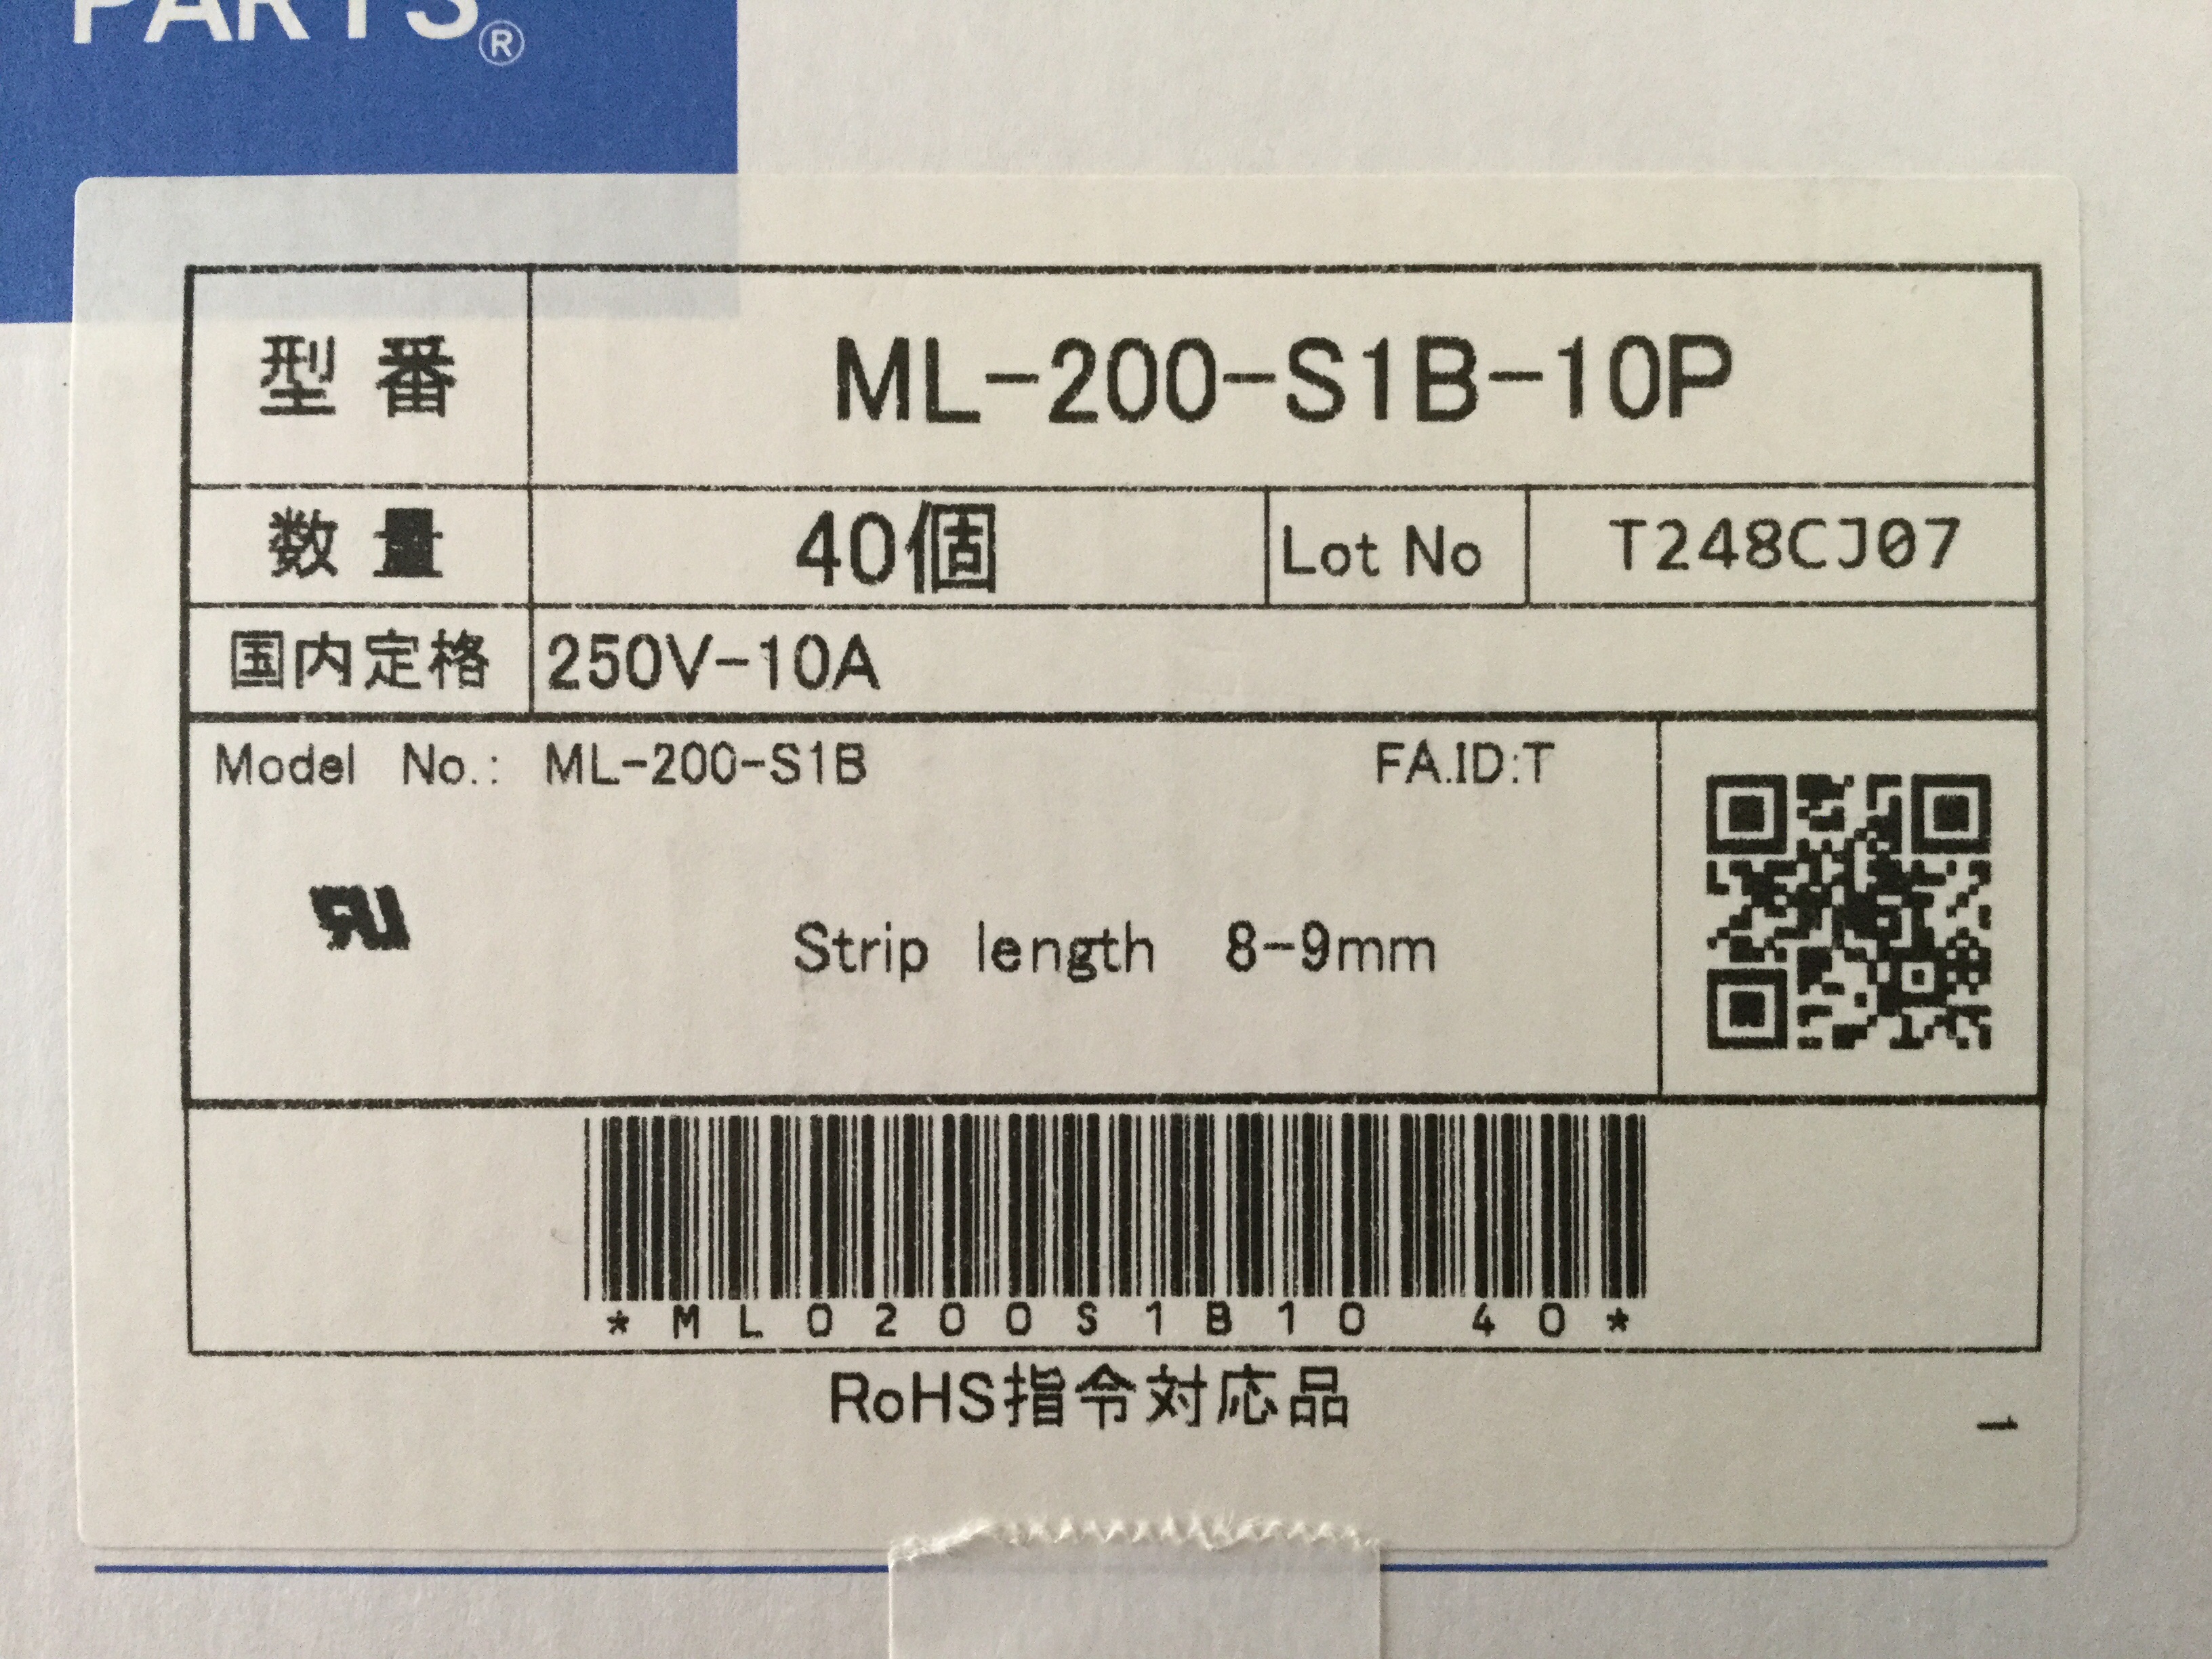 PARTS®
型番 ML-200-S1B-10P
数量 40個 Lot No T248CJ07
国内定格 250V-10A
Model No.: ML-200-S1B FA.ID:T
Strip length 8-9mm
*ML0200S1B10 40*
RoHS指令対応品
1